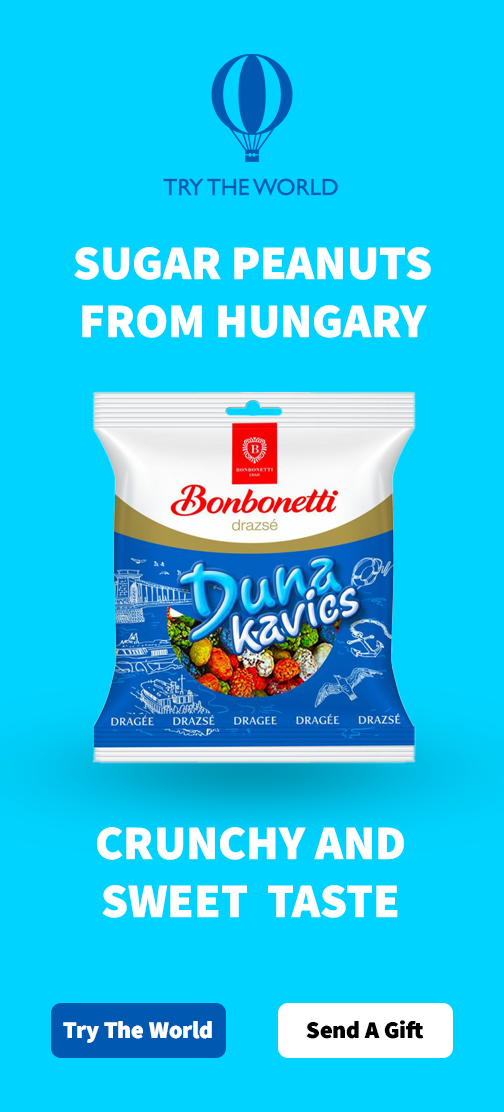 TRY THE WORLD
SUGAR PEANUTS
FROM HUNGARY
B
BONBONETTI
1868
Bonbonetti
drazsé
Duna
kavics
DRAGÉE DRAZSÉ DRAGEE DRAGÉE DRAZSÉ
CRUNCHY AND
SWEET TASTE
Try The World
Send A Gift